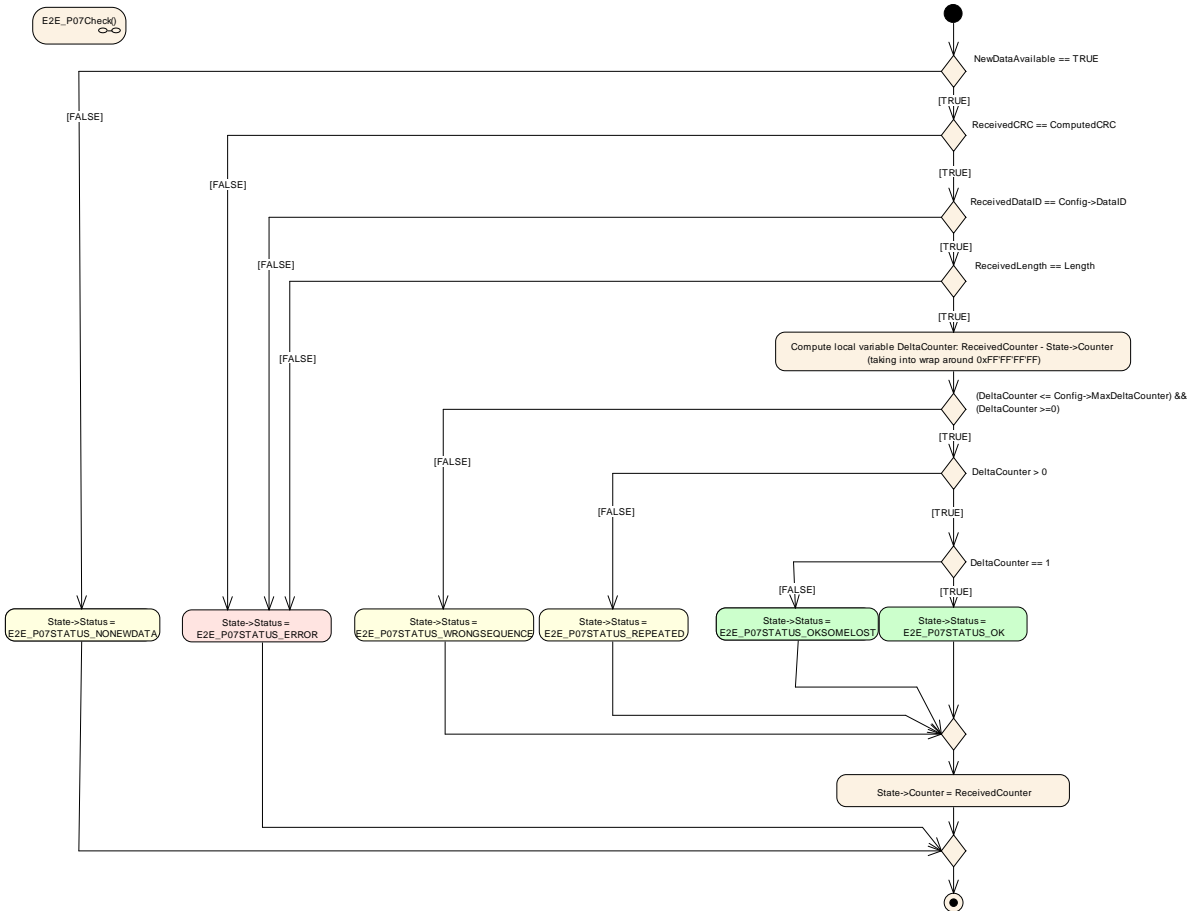 E2E_P07Check()
NewDataAvailable == TRUE
[TRUE]
[FALSE]
ReceivedCRC == ComputedCRC
[TRUE]
[FALSE]
ReceivedDataID == Config->DataID
[TRUE]
[FALSE]
ReceivedLength == Length
[TRUE]
[FALSE]
Compute local variable DeltaCounter: ReceivedCounter - State->Counter
(taking into wrap around 0xFF'FF'FF'FF)
(DeltaCounter <= Config->MaxDeltaCounter) &&
(DeltaCounter >=0)
[TRUE]
[FALSE]
DeltaCounter > 0
[TRUE]
[FALSE]
DeltaCounter == 1
[FALSE]
[TRUE]
State->Status =
E2E_P07STATUS_NONEWDATA
State->Status =
E2E_P07STATUS_ERROR
State->Status =
E2E_P07STATUS_WRONGSEQUENCE
State->Status =
E2E_P07STATUS_REPEATED
State->Status =
E2E_P07STATUS_OKSOMELOST
State->Status =
E2E_P07STATUS_OK
State->Counter = ReceivedCounter